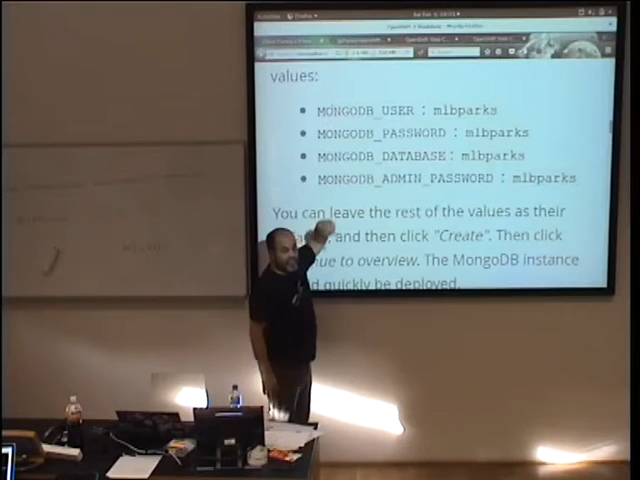 values:
MONGODB_USER : mlbparks
MONGODB_PASSWORD : mlbparks
MONGODB_DATABASE: mlbparks
MONGODB_ADMIN_PASSWORD : mlbparks
You can leave the rest of the values as their
and then click "Create". Then click
to overview. The MongoDB instance
quickly be deployed.